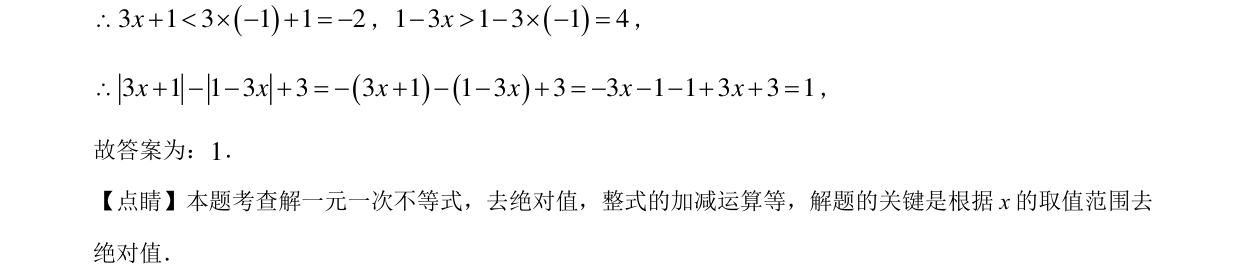 ∴3x+1<3×(−1)+1=−2，1−3x>1−3×(−1)=4，
∴|3x+1|−|1−3x|+3=−(3x+1)−(1−3x)+3=−3x−1−1+3x+3=1，
故答案为：1．
【点睛】本题考查解一元一次不等式，去绝对值，整式的加减运算等，解题的关键是根据 x 的取值范围去
绝对值．